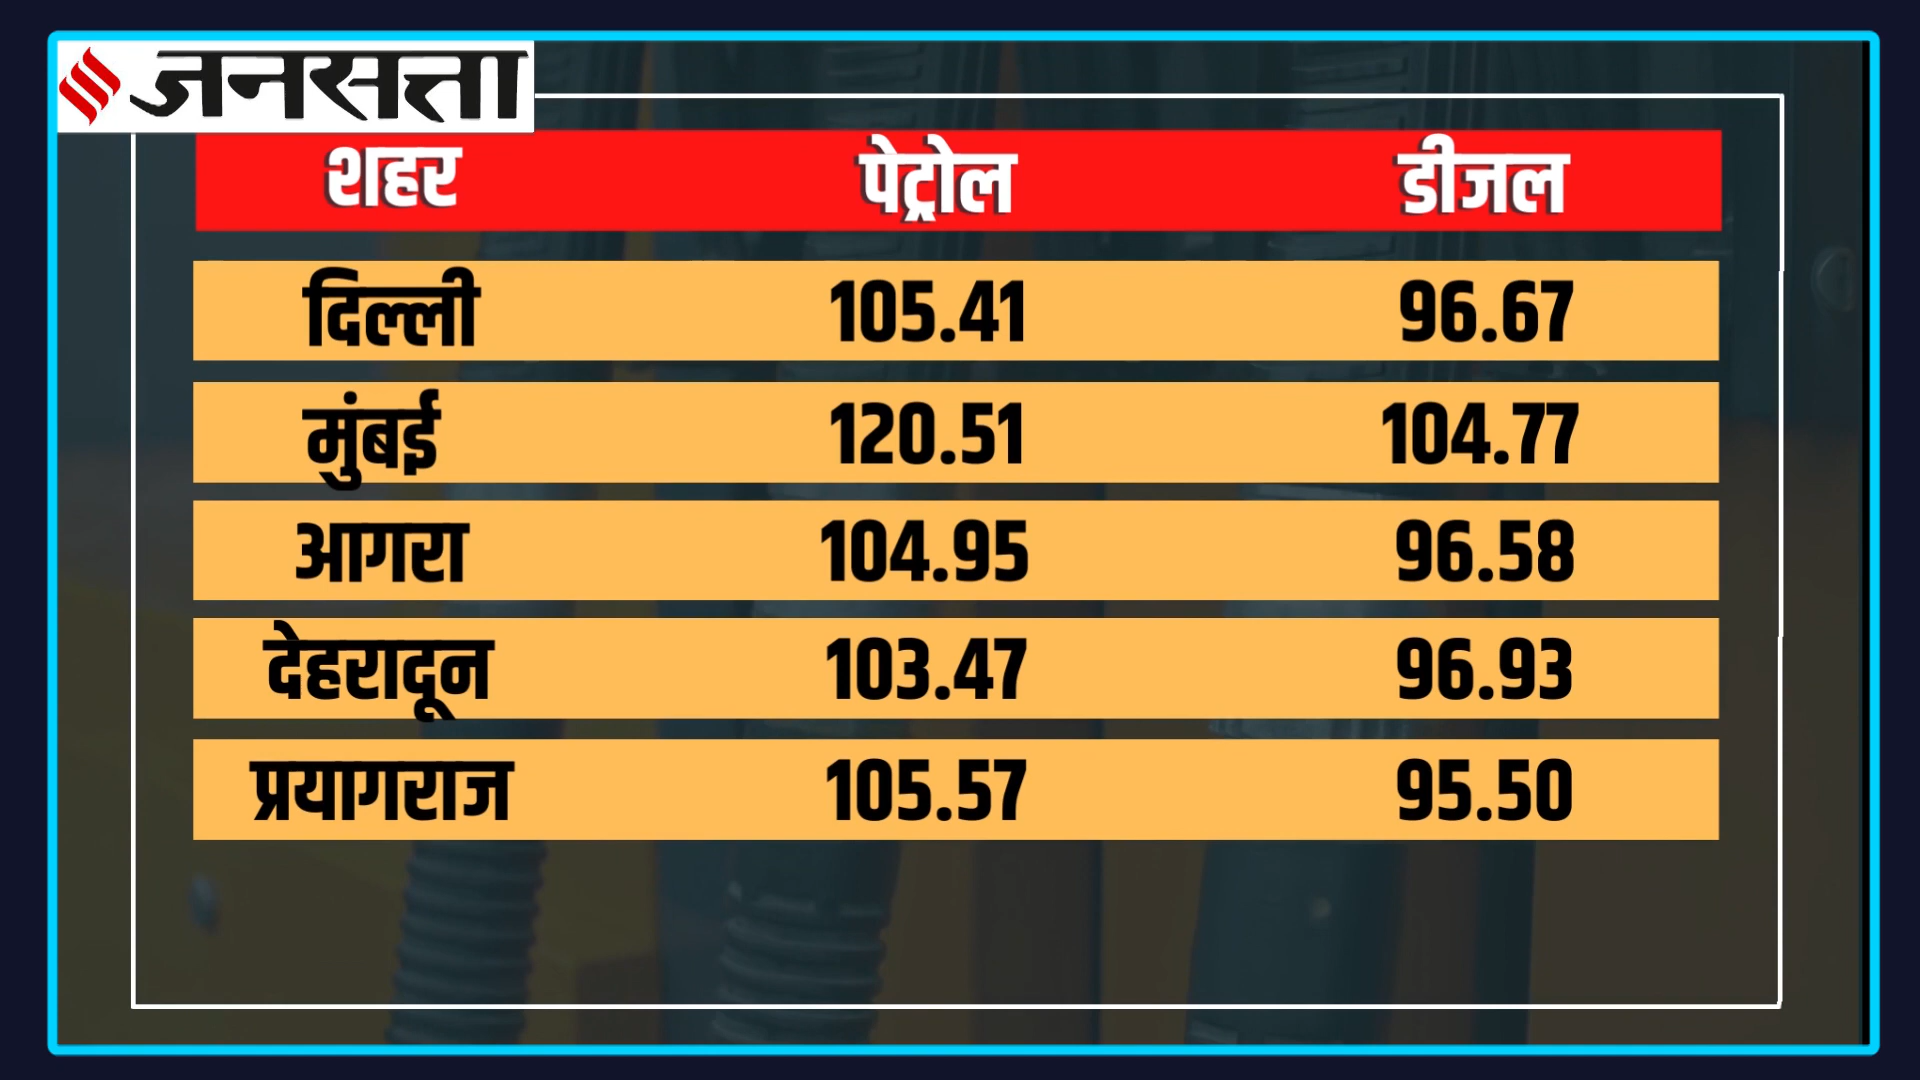 जनसत्ता
शहर पेट्रोल डीजल
दिल्ली 105.41 96.67
मुंबई 120.51 104.77
आगरा 104.95 96.58
देहरादून 103.47 96.93
प्रयागराज 105.57 95.50